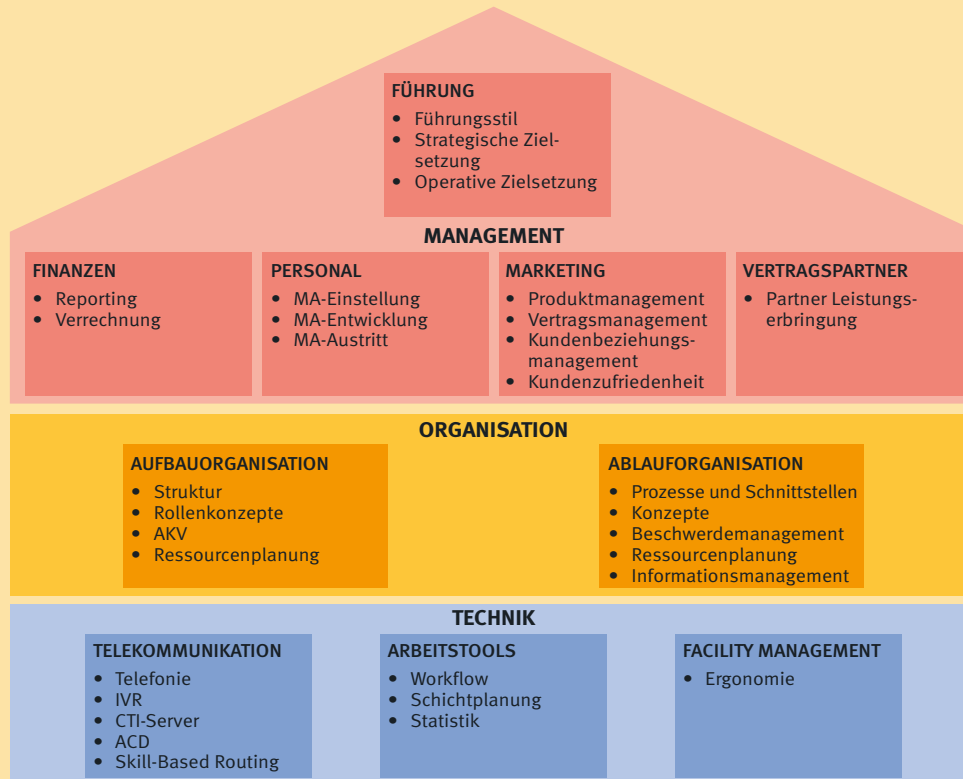 FÜHRUNG
• Führungsstil
• Strategische Ziel-
setzung
• Operative Zielsetzung
MANAGEMENT
FINANZEN
• Reporting
• Verrechnung
PERSONAL
• MA-Einstellung
• MA-Entwicklung
• MA-Austritt
MARKETING
• Produktmanagement
• Vertragsmanagement
• Kundenbeziehungs-
management
• Kundenzufriedenheit
VERTRAGSPARTNER
• Partner Leistungs-
erbringung
ORGANISATION
AUFBAUORGANISATION
• Struktur
• Rollenkonzepte
• AKV
• Ressourcenplanung
ABLAUFORGANISATION
• Prozesse und Schnittstellen
• Konzepte
• Beschwerdemanagement
• Ressourcenplanung
• Informationsmanagement
TECHNIK
TELEKOMMUNIKATION
• Telefonie
• IVR
• CTI-Server
• ACD
• Skill-Based Routing
ARBEITSTOOLS
• Workflow
• Schichtplanung
• Statistik
FACILITY MANAGEMENT
• Ergonomie